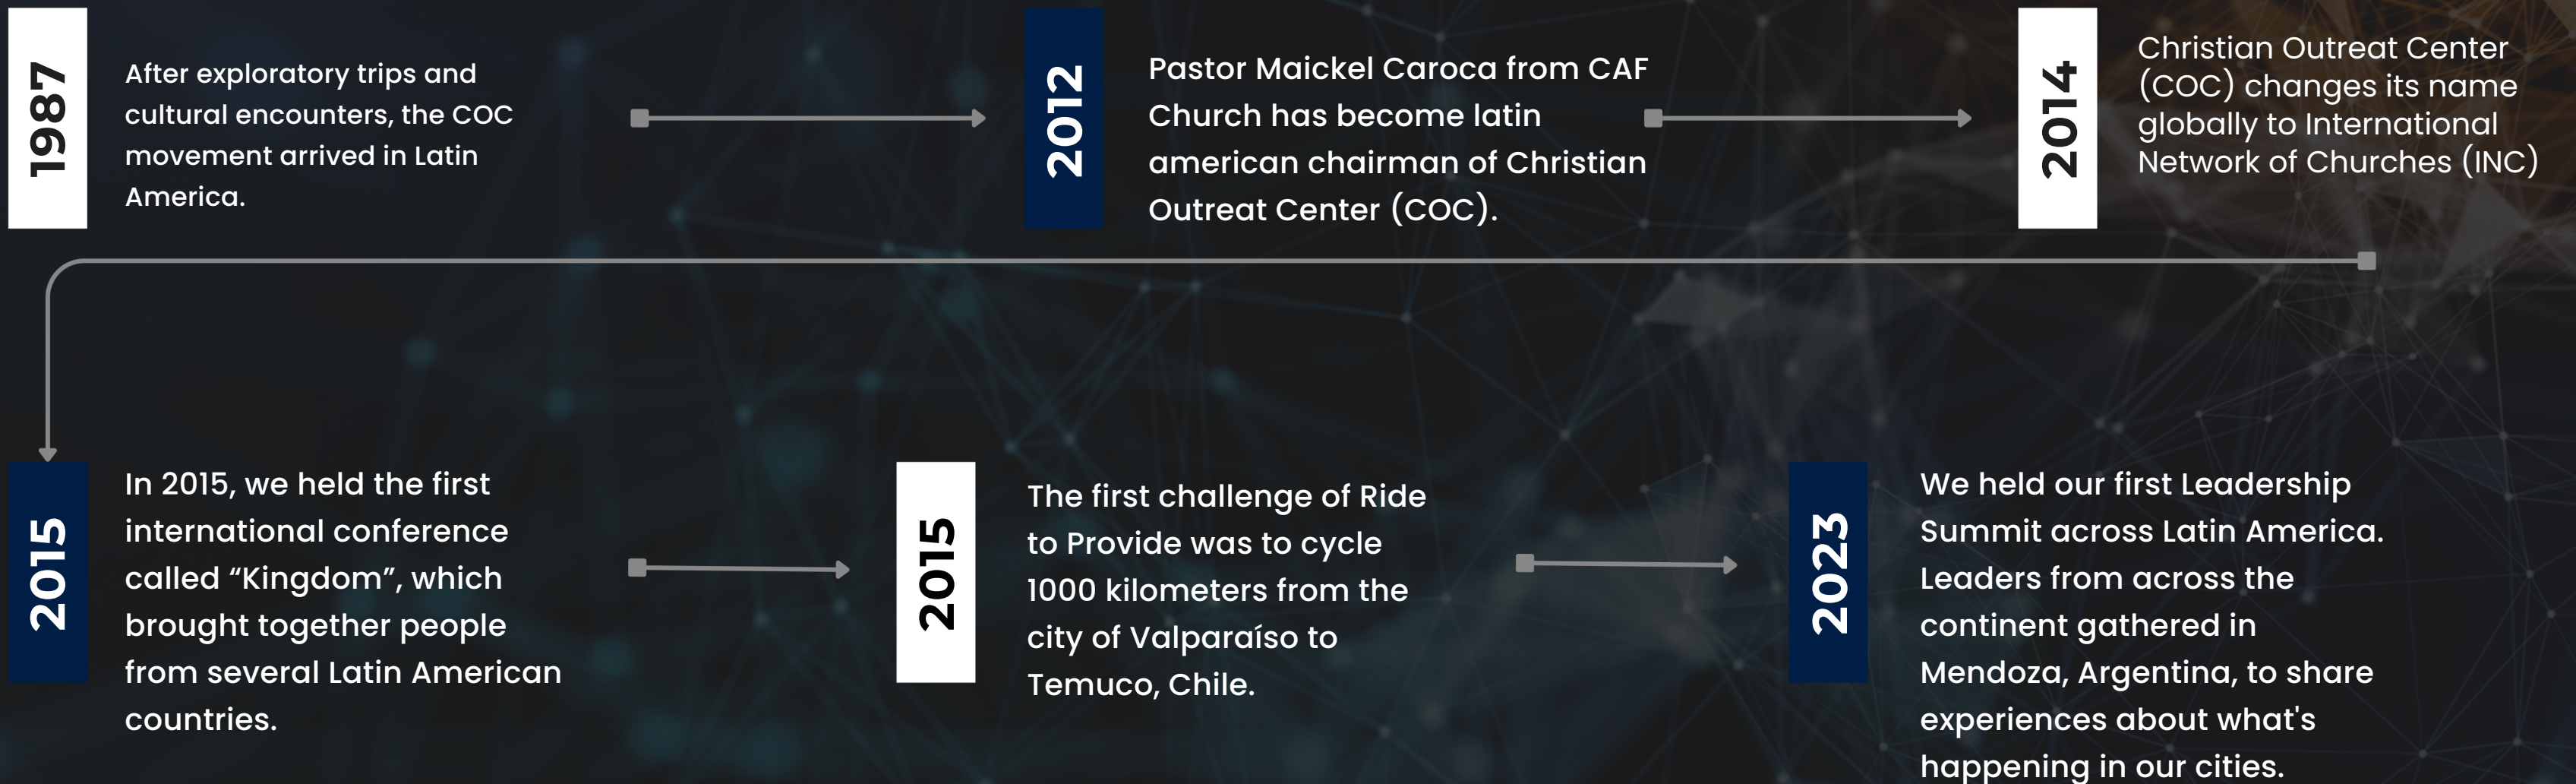 1987
After exploratory trips and
cultural encounters, the COC
movement arrived in Latin
America.
2012
Pastor Maickel Caroca from CAF
Church has become latin
american chairman of Christian
Outreat Center (COC).
2014
Christian Outreat Center
(COC) changes its name
globally to International
Network of Churches (INC)
2015
In 2015, we held the first
international conference
called “Kingdom”, which
brought together people
from several Latin American
countries.
2015
The first challenge of Ride
to Provide was to cycle
1000 kilometers from the
city of Valparaíso to
Temuco, Chile.
2023
We held our first Leadership
Summit across Latin America.
Leaders from across the
continent gathered in
Mendoza, Argentina, to share
experiences about what's
happening in our cities.